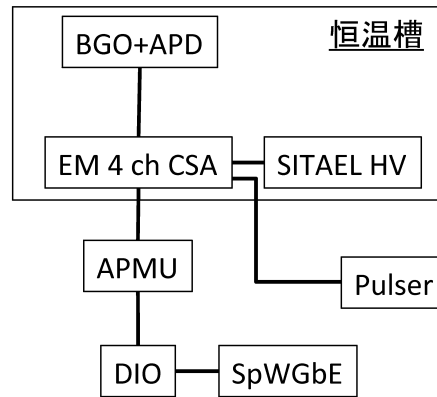 恒温槽
BGO+APD
EM 4 ch CSA
SITAEL HV
APMU
Pulser
DIO
SpWGbE